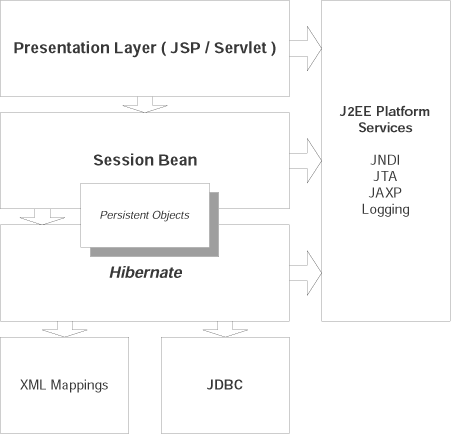 Presentation Layer ( JSP / Servlet )
Session Bean
Persistent Objects
Hibernate
XML Mappings
JDBC
J2EE Platform
Services
JNDI
JTA
JAXP
Logging